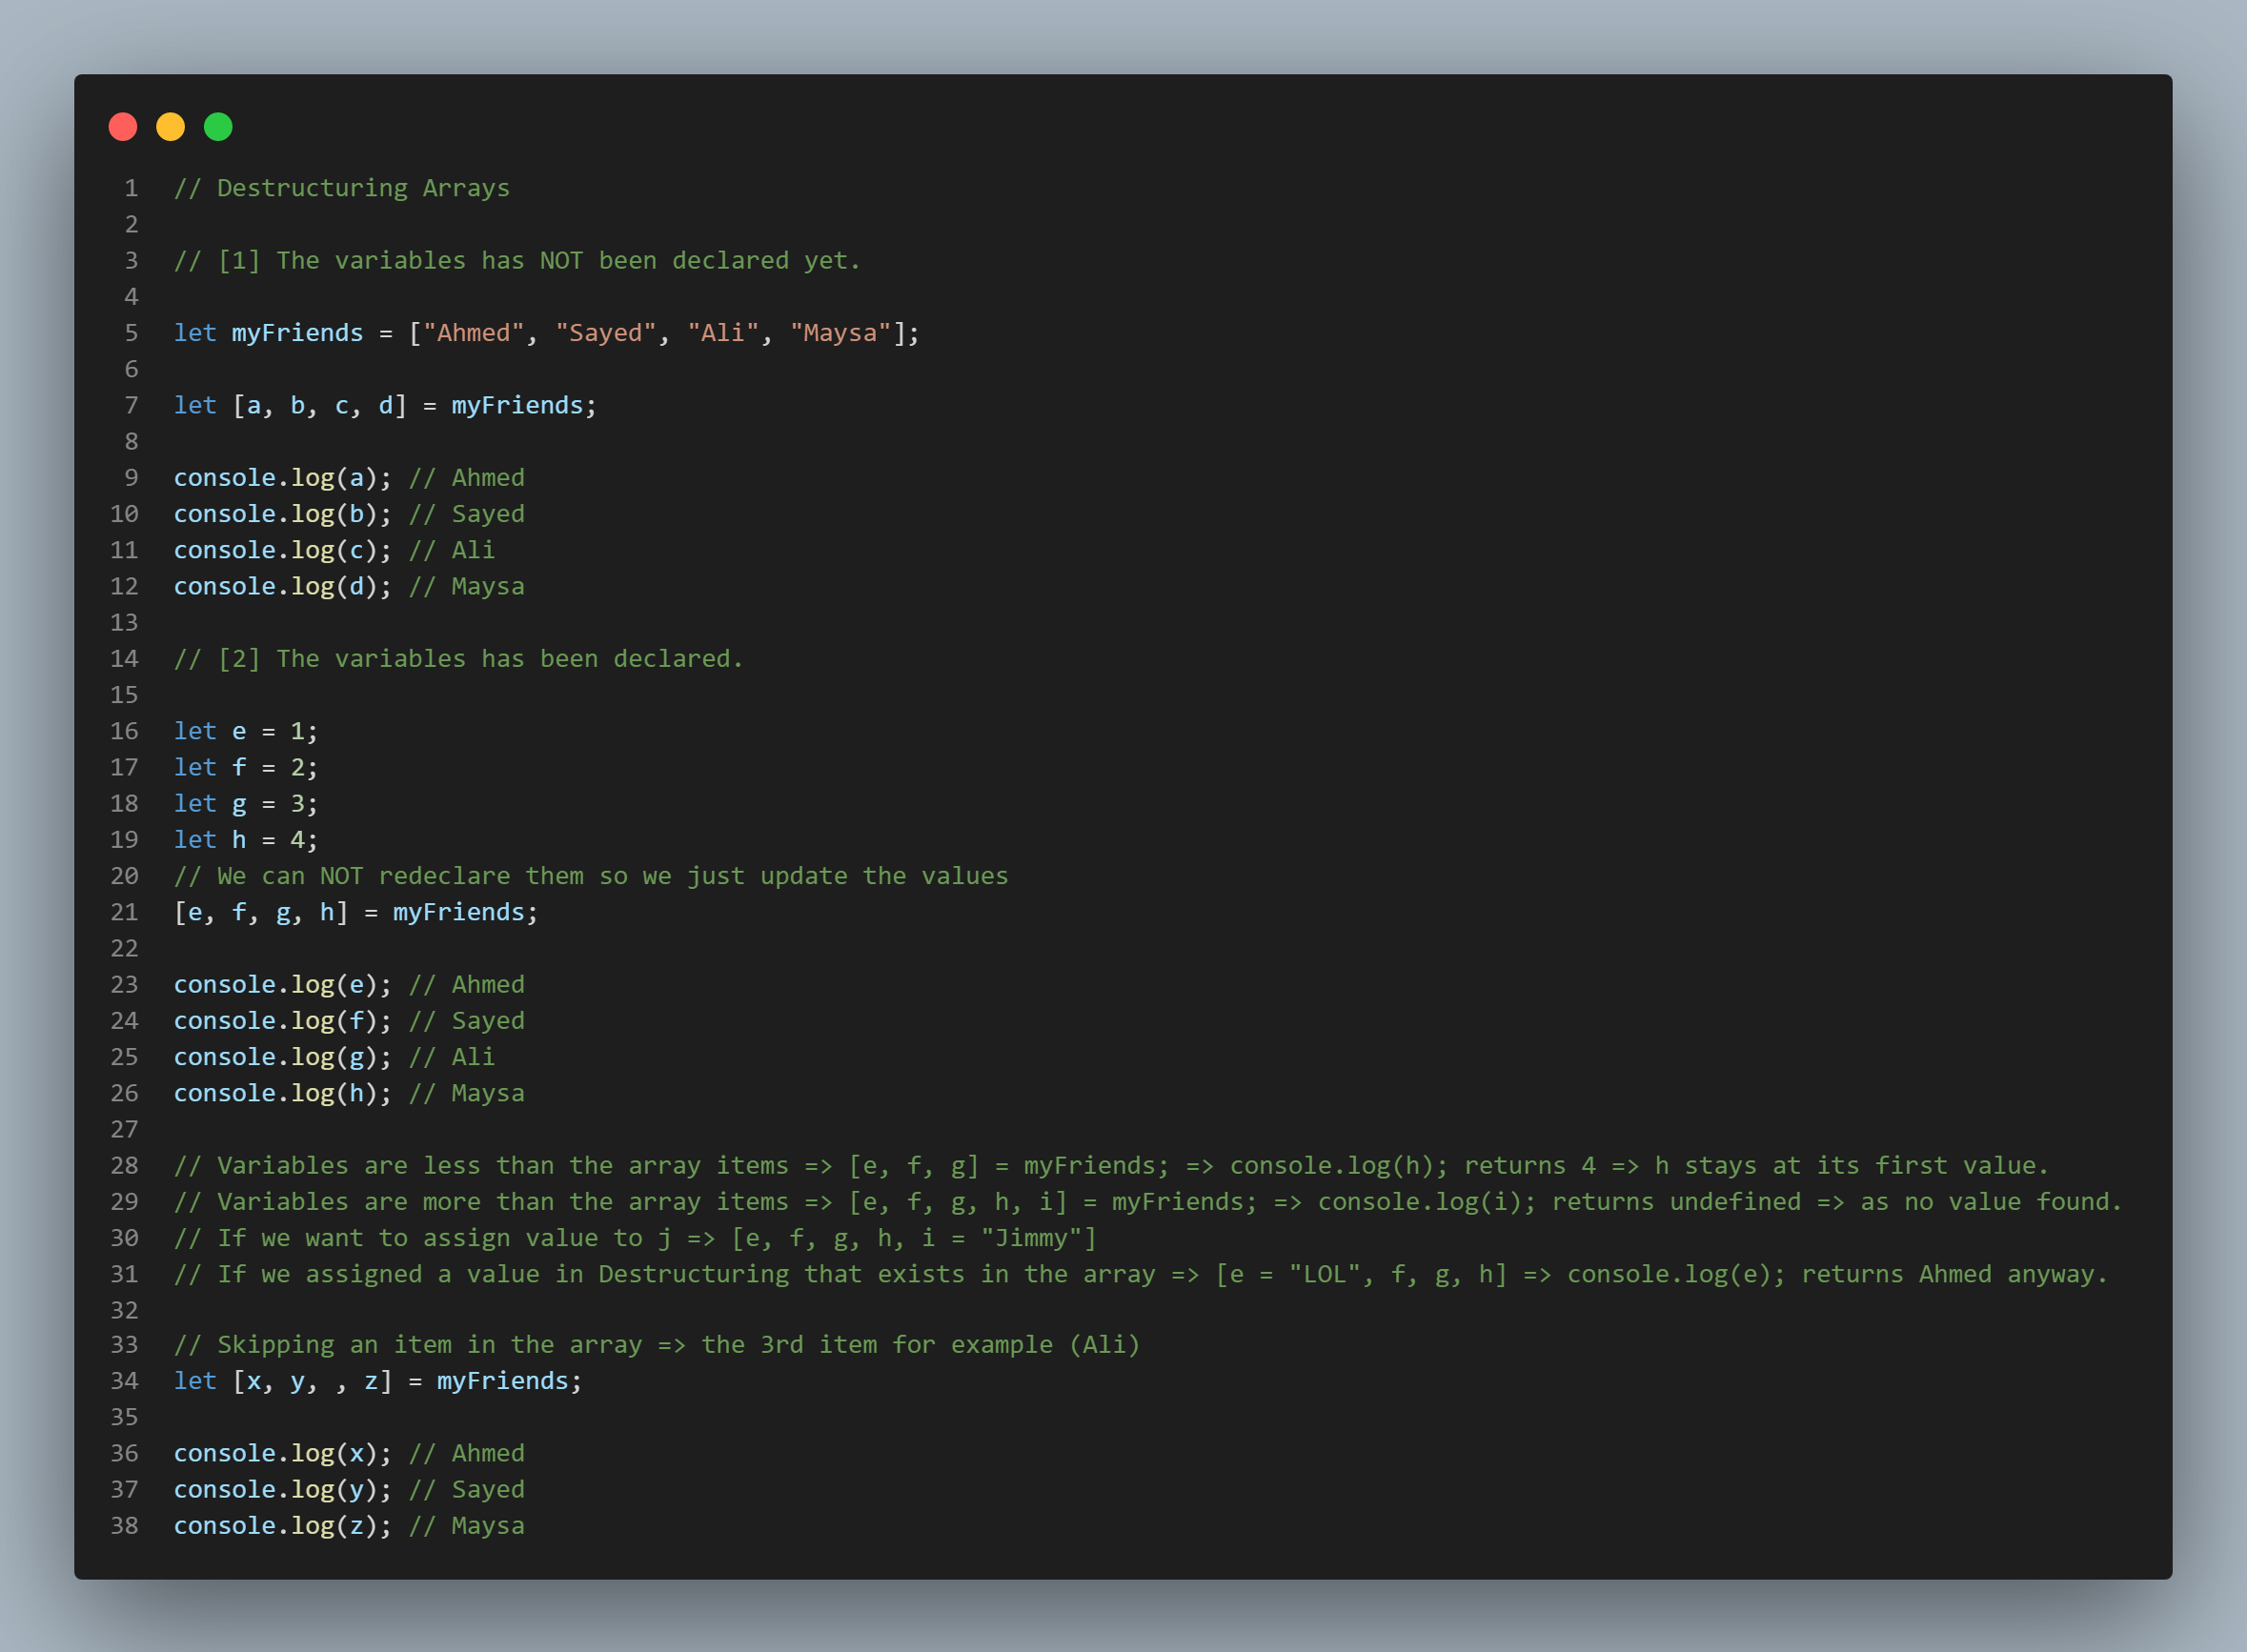 1 // Destructuring Arrays
2
3 // [1] The variables has NOT been declared yet.
4
5 let myFriends = ["Ahmed", "Sayed", "Ali", "Maysa"];
6
7 let [a, b, c, d] = myFriends;
8
9 console.log(a); // Ahmed
10 console.log(b); // Sayed
11 console.log(c); // Ali
12 console.log(d); // Maysa
13
14 // [2] The variables has been declared.
15
16 let e = 1;
17 let f = 2;
18 let g = 3;
19 let h = 4;
20 // We can NOT redeclare them so we just update the values
21 [e, f, g, h] = myFriends;
22
23 console.log(e); // Ahmed
24 console.log(f); // Sayed
25 console.log(g); // Ali
26 console.log(h); // Maysa
27
28 // Variables are less than the array items => [e, f, g] = myFriends; => console.log(h); returns 4 => h stays at its first value.
29 // Variables are more than the array items => [e, f, g, h, i] = myFriends; => console.log(i); returns undefined => as no value found.
30 // If we want to assign value to j => [e, f, g, h, i = "Jimmy"]
31 // If we assigned a value in Destructuring that exists in the array => [e = "LOL", f, g, h] => console.log(e); returns Ahmed anyway.
32
33 // Skipping an item in the array => the 3rd item for example (Ali)
34 let [x, y, , z] = myFriends;
35
36 console.log(x); // Ahmed
37 console.log(y); // Sayed
38 console.log(z); // Maysa